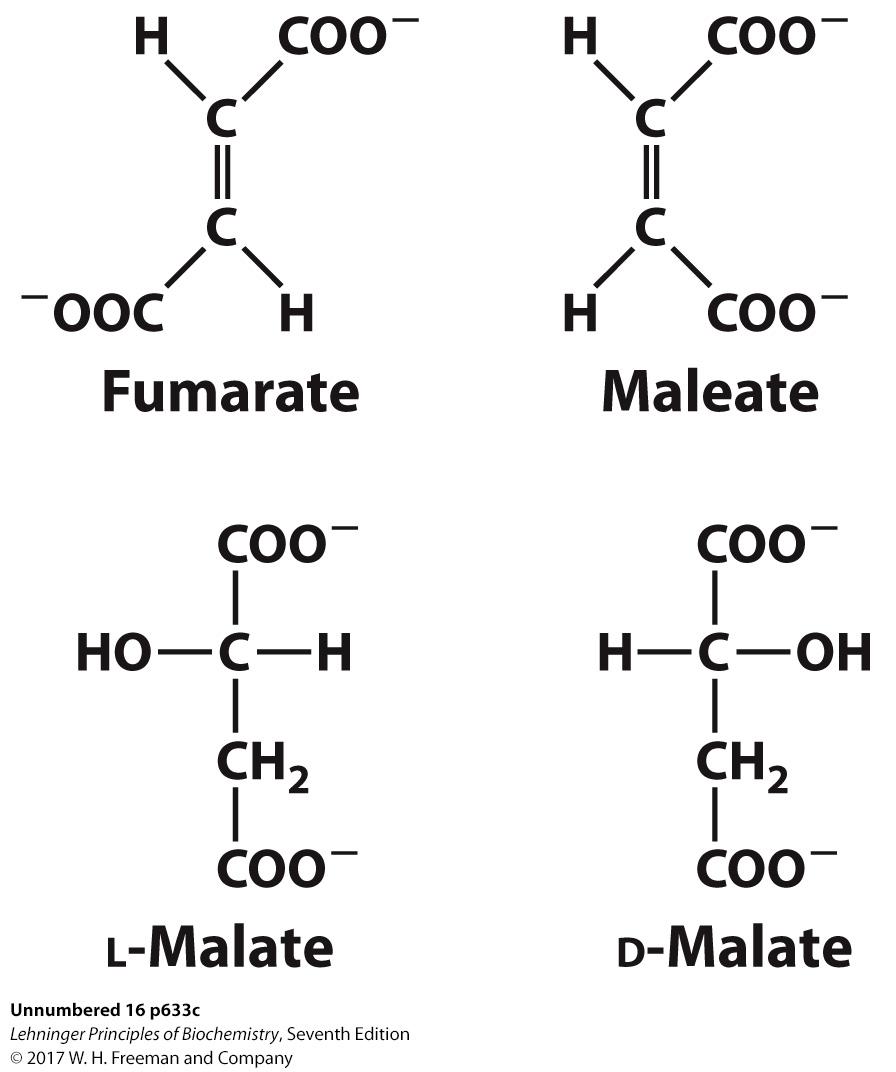 H COO⁻ H COO⁻
C C
C C
⁻OOC H H COO⁻
Fumarate Maleate
COO⁻ COO⁻
HO C H H C OH
CH₂ CH₂
COO⁻ COO⁻
L-Malate D-Malate
Unnumbered 16 p633c
Lehninger Principles of Biochemistry, Seventh Edition
© 2017 W. H. Freeman and Company